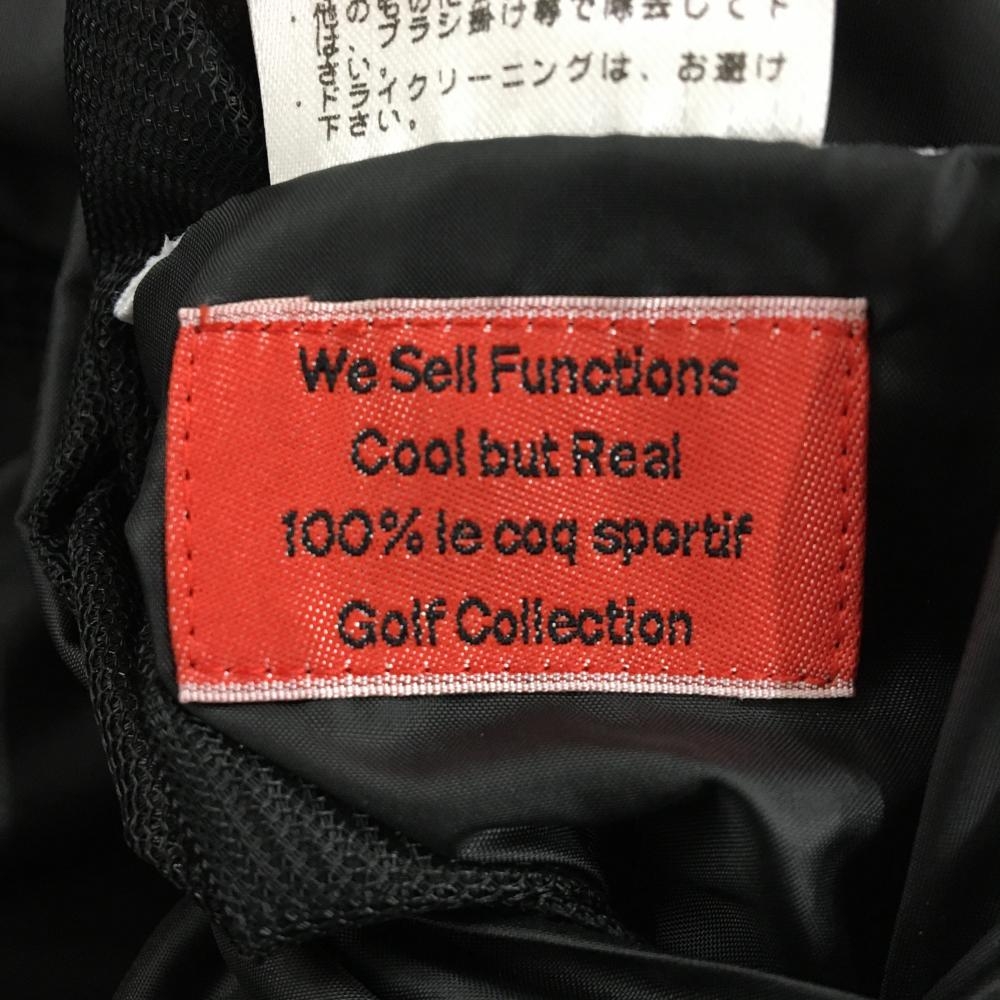 ブラシ掛け等で除去して下
い。
ドライクリーニングは、お避け
下さい。
We Sell Functions
Cool but Real
100% le coq sportif
Golf Collection